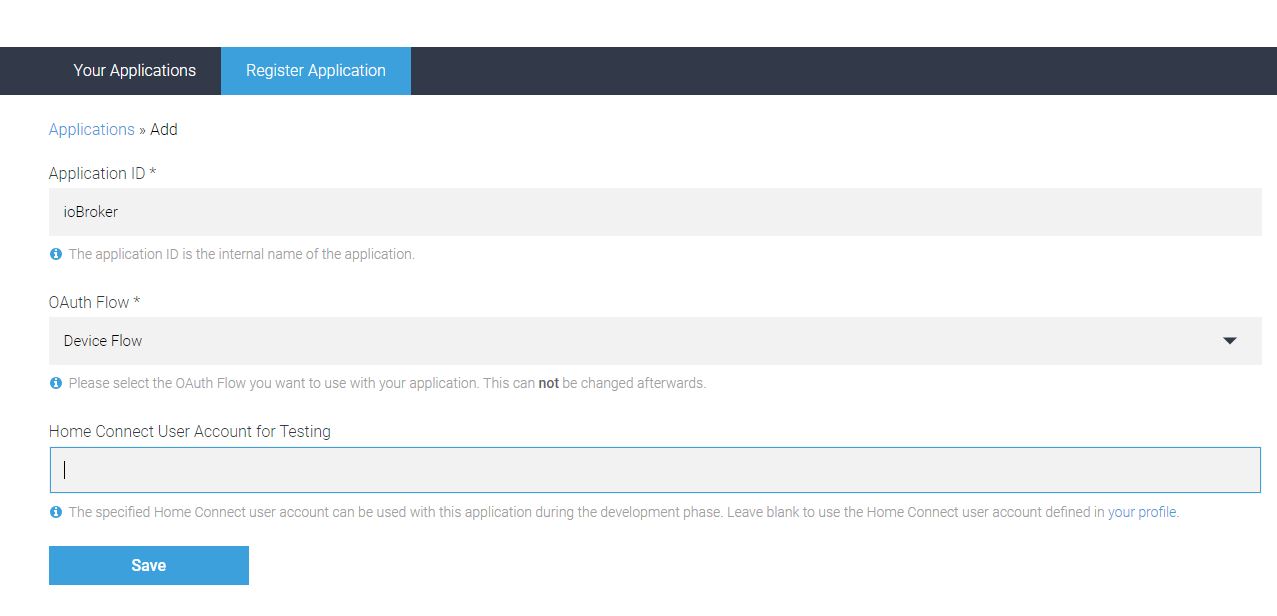 Your Applications Register Application
Applications » Add
Application ID *
ioBroker
The application ID is the internal name of the application.
OAuth Flow *
Device Flow
Please select the OAuth Flow you want to use with your application. This can not be changed afterwards.
Home Connect User Account for Testing
The specified Home Connect user account can be used with this application during the development phase. Leave blank to use the Home Connect user account defined in your profile.
Save